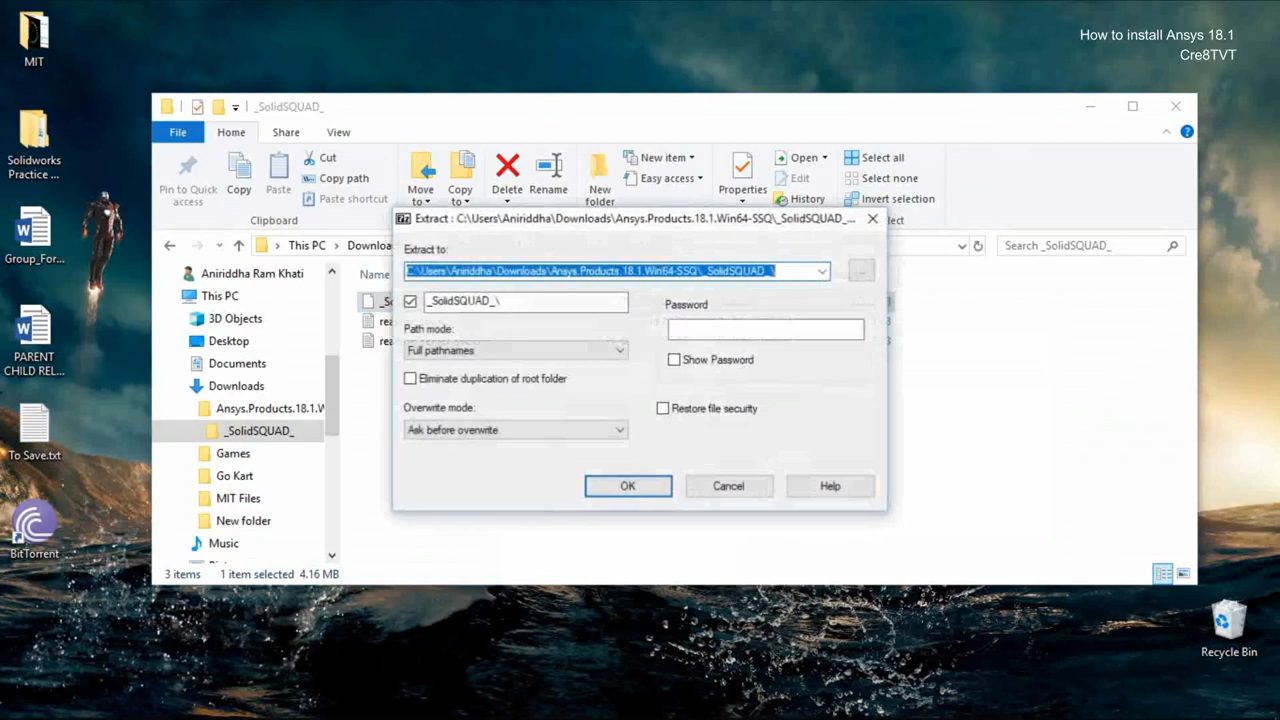 MIT
Solidworks
Practice ...
Group_For...
PARENT
CHILD REL...
To Save.txt
BitTorrent
How to install Ansys 18.1
Cre8TVT
_SolidSQUAD_
File
Home
Share
View
Pin to Quick
access
Copy
Paste
Cut
Copy path
Paste shortcut
Clipboard
Move
to
Copy
to
Delete
Rename
New
folder
New item
Easy access
Properties
Open
Edit
History
Select all
Select none
Invert selection
This PC
Downloa
Search _SolidSQUAD_
Aniriddha Ram Khati
This PC
3D Objects
Desktop
Documents
Downloads
Ansys.Products.18.1.W
_SolidSQUAD_
Games
Go Kart
MIT Files
New folder
Music
Name
3 items
1 item selected 4.16 MB
Extract : C:\Users\Aniriddha\Downloads\Ansys.Products.18.1.Win64-SSQ\_SolidSQUAD_...
Extract to:
C:\Users\Aniriddha\Downloads\Ansys.Products.18.1.Win64-SSQ\_SolidSQUAD_\
...
_SolidSQUAD_\
Path mode:
Full pathnames
Eliminate duplication of root folder
Overwrite mode:
Ask before overwrite
Password
Show Password
Restore file security
OK
Cancel
Help
Recycle Bin